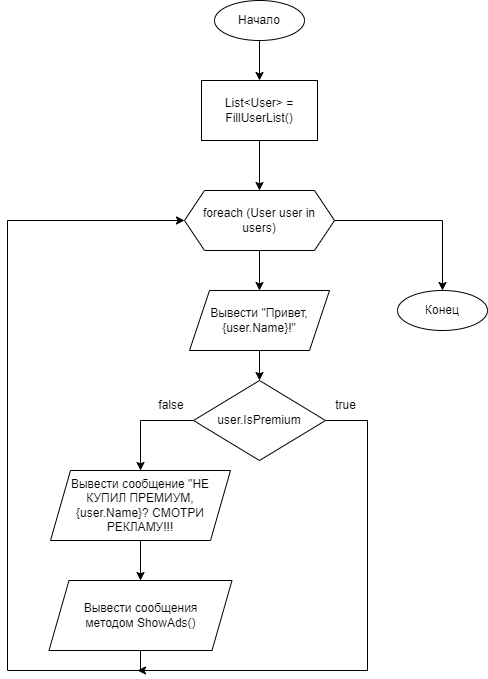 Начало
List<User> =
FillUserList()
foreach (User user in
users)
Вывести "Привет,
{user.Name}!"
Конец
user.IsPremium
false
true
Вывести сообщение "НЕ
КУПИЛ ПРЕМИУМ,
{user.Name}? СМОТРИ
РЕКЛАМУ!!!
Вывести сообщения
методом ShowAds()